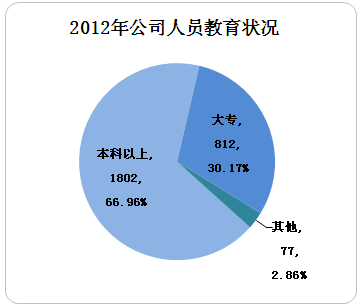 2012年公司人员教育状况
大专,
812,
30.17%
本科以上,
1802,
66.96%
其他,
77,
2.86%